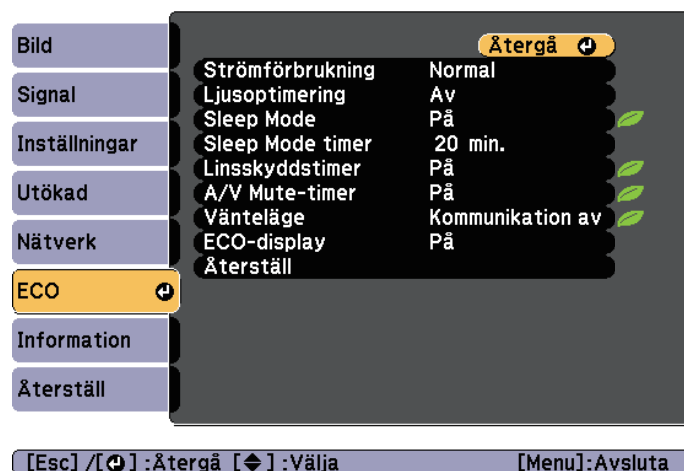 Bild
Signal
Inställningar
Utökad
Nätverk
ECO
Information
Återställ
Återgå
Strömförbrukning Normal
Ljusoptimering Av
Sleep Mode På
Sleep Mode timer 20 min.
Linsskyddstimer På
A/V Mute-timer På
Vänteläge Kommunikation av
ECO-display På
Återställ
[Esc] /[ ] :Återgå [ ] :Välja [Menu]:Avsluta